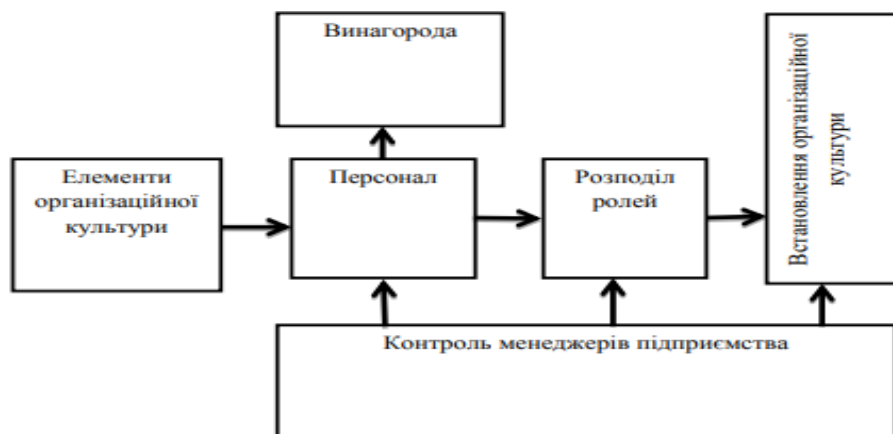 Винагорода
Елементи
організаційної
культури
Персонал
Розподіл
ролей
Встановлення організаційної
культури
Контроль менеджерів підприємства